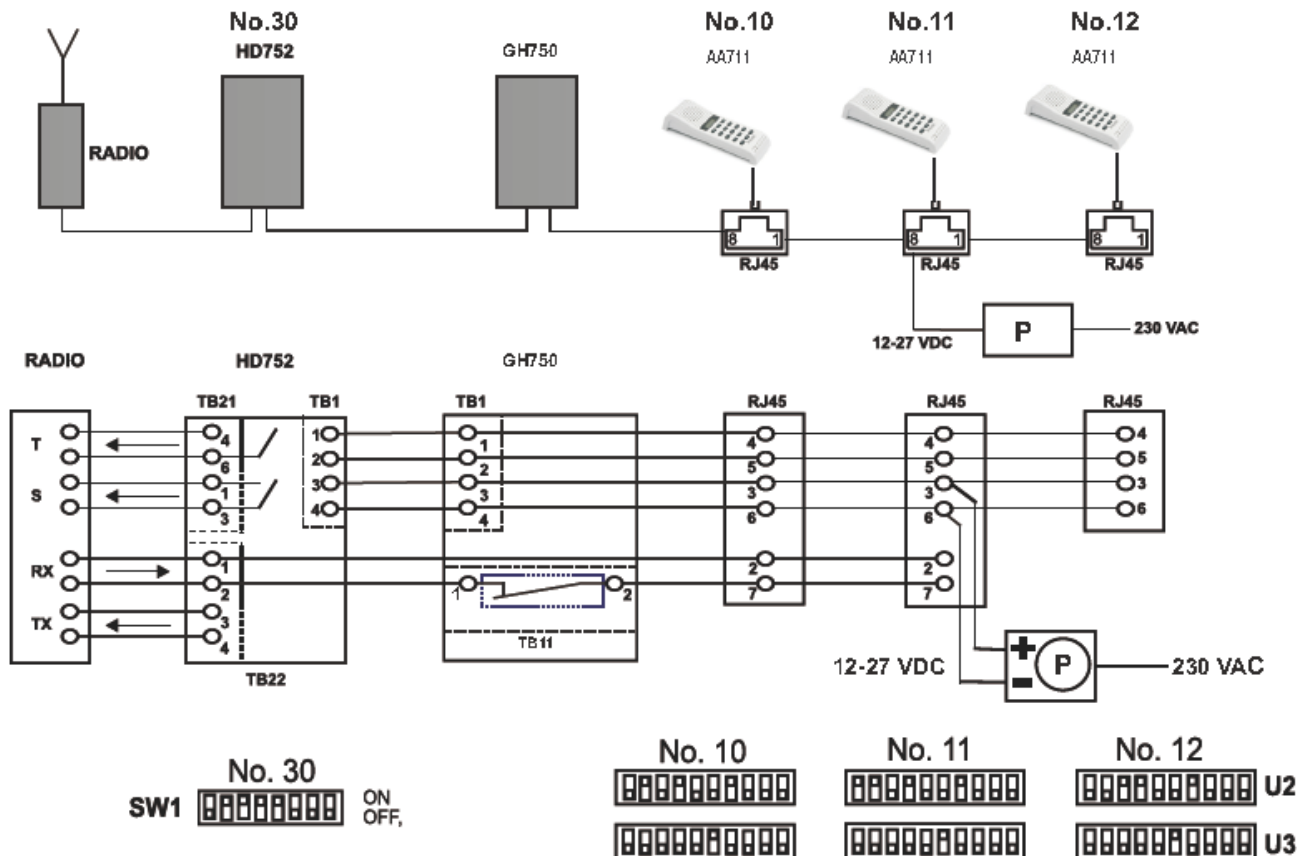 No.30 No.10 No.11 No.12
HD752 GH750 AA711 AA711 AA711
RADIO
8 1 8 1 8 1
RJ45 RJ45 RJ45
12-27 VDC P 230 VAC
RADIO HD752 GH750
TB21 TB1 TB1 RJ45 RJ45 RJ45
T 4 1 1 4 4 4
6 2 2 5 5 5
S 1 3 3 3 3 3
3 4 4 6 6 6
RX 1 2 2
2 1 2 7 7
TX 3
4 TB11
TB22
12-27 VDC + - P 230 VAC
No. 30 No. 10 No. 11 No. 12
SW1 ON
OFF,
U2
U3